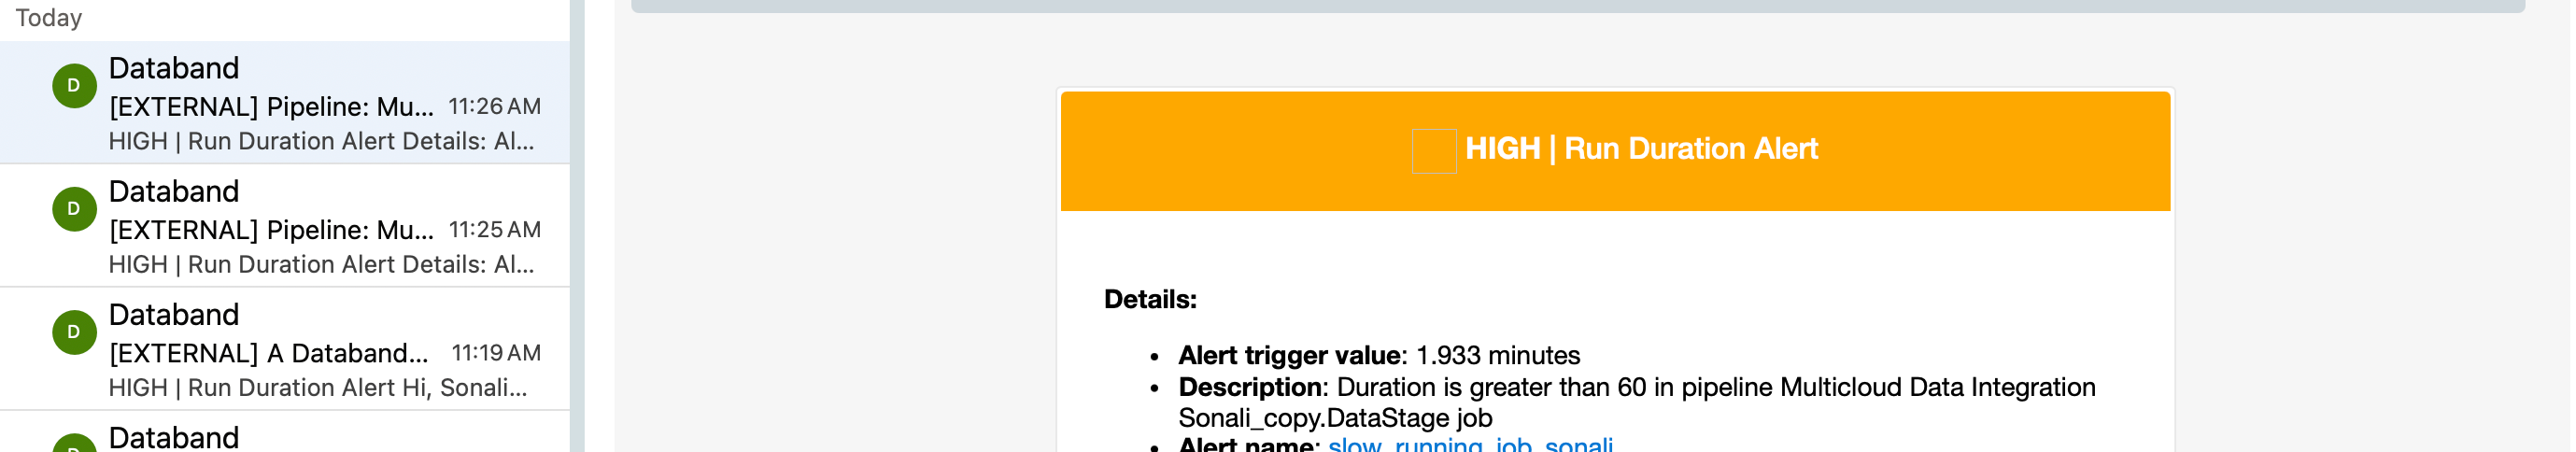 Today
D
Databand
[EXTERNAL] Pipeline: Mu... 11:26 AM
HIGH | Run Duration Alert Details: Al...
D
Databand
[EXTERNAL] Pipeline: Mu... 11:25 AM
HIGH | Run Duration Alert Details: Al...
D
Databand
[EXTERNAL] A Databand... 11:19 AM
HIGH | Run Duration Alert Hi, Sonali...
D
Databand
HIGH | Run Duration Alert
Details:
• Alert trigger value: 1.933 minutes
• Description: Duration is greater than 60 in pipeline Multicloud Data Integration
Sonali_copy.DataStage job
• Alert name: slow_running_job_sonali